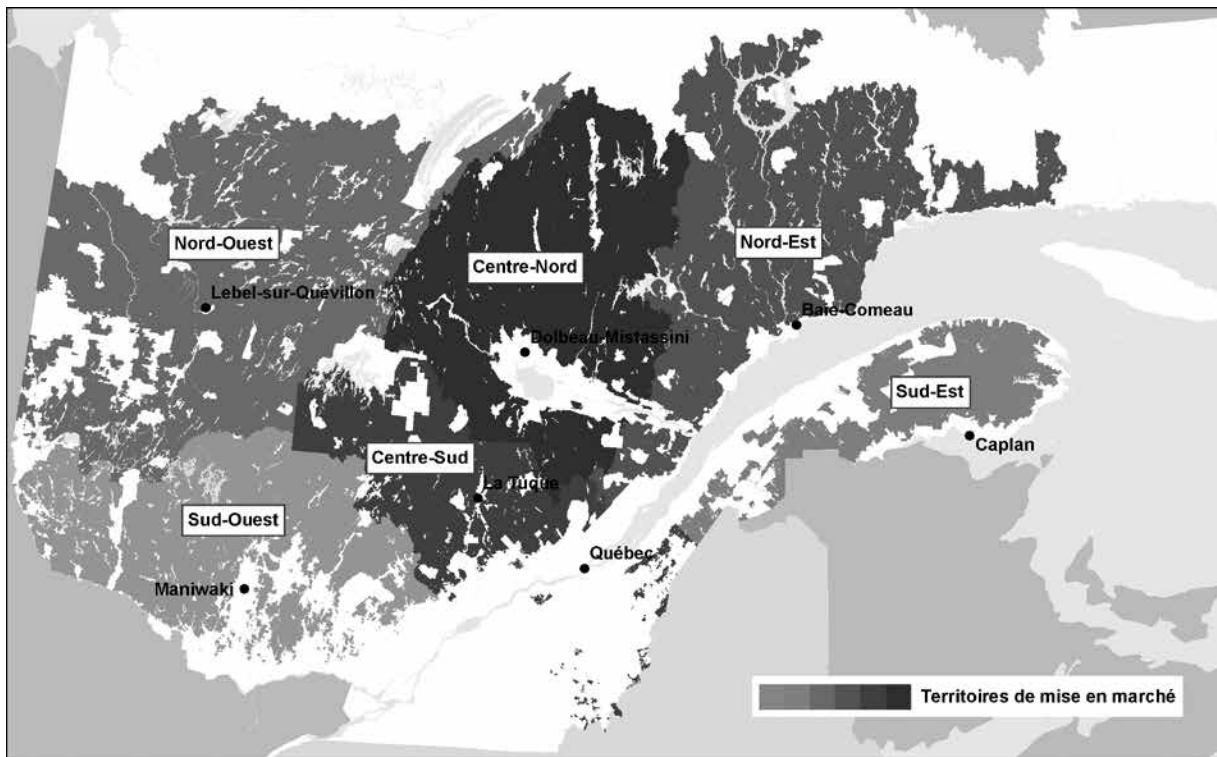 Nord-Ouest
Nord-Est
Centre-Nord
Lebel-sur-Quévillon
Baie-Comeau
Dolbeau-Mistassini
Sud-Est
Caplan
Centre-Sud
La Tuque
Sud-Ouest
Québec
Maniwaki
Territoires de mise en marché